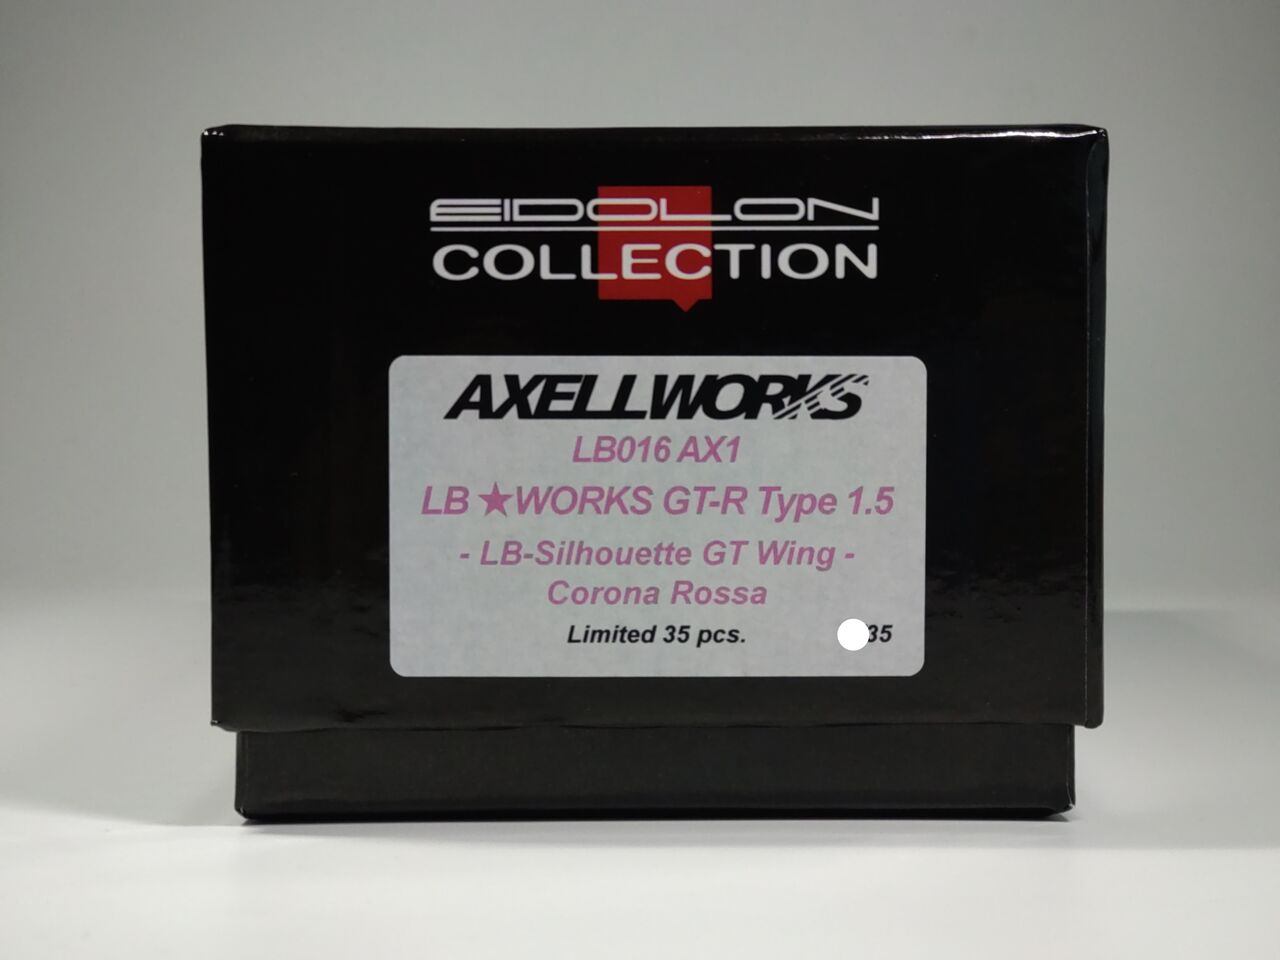 EIDOLON
COLLECTION
AXELLWORKS
LB016 AX1
LB★WORKS GT-R Type 1.5
- LB-Silhouette GT Wing -
Corona Rossa
Limited 35 pcs. 35